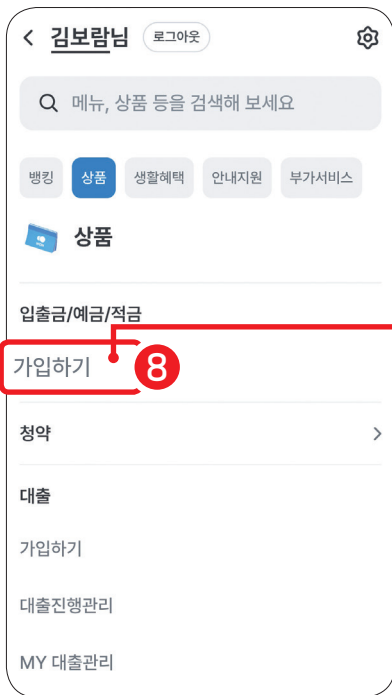 김보람님 로그아웃
메뉴, 상품 등을 검색해 보세요
뱅킹 상품 생활혜택 안내지원 부가서비스
상품
입출금/예금/적금
가입하기 8
청약
대출
가입하기
대출진행관리
MY 대출관리